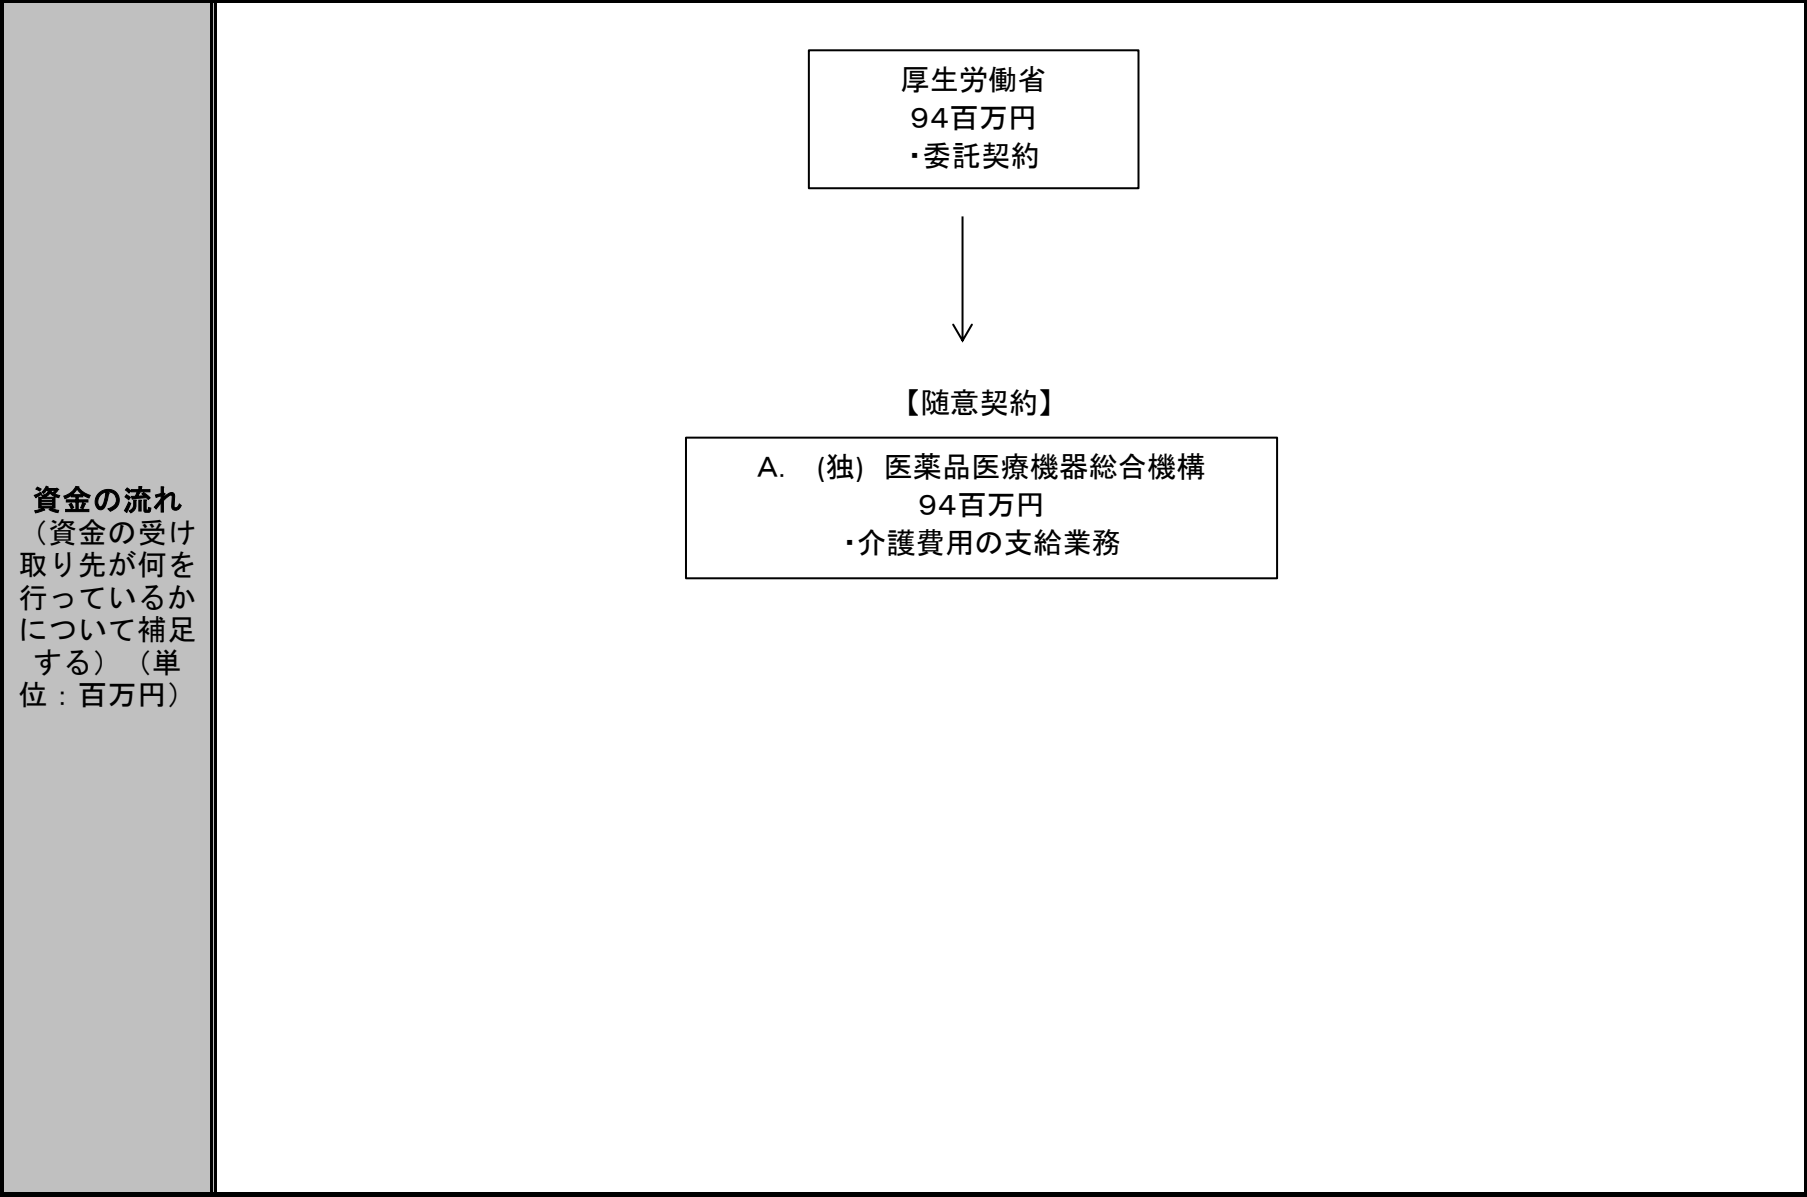 厚生労働省
94百万円
・委託契約
【随意契約】
A. (独) 医薬品医療機器総合機構
94百万円
・介護費用の支給業務
資金の流れ
（資金の受け
取り先が何を
行っているか
について補足
する）（単
位：百万円）